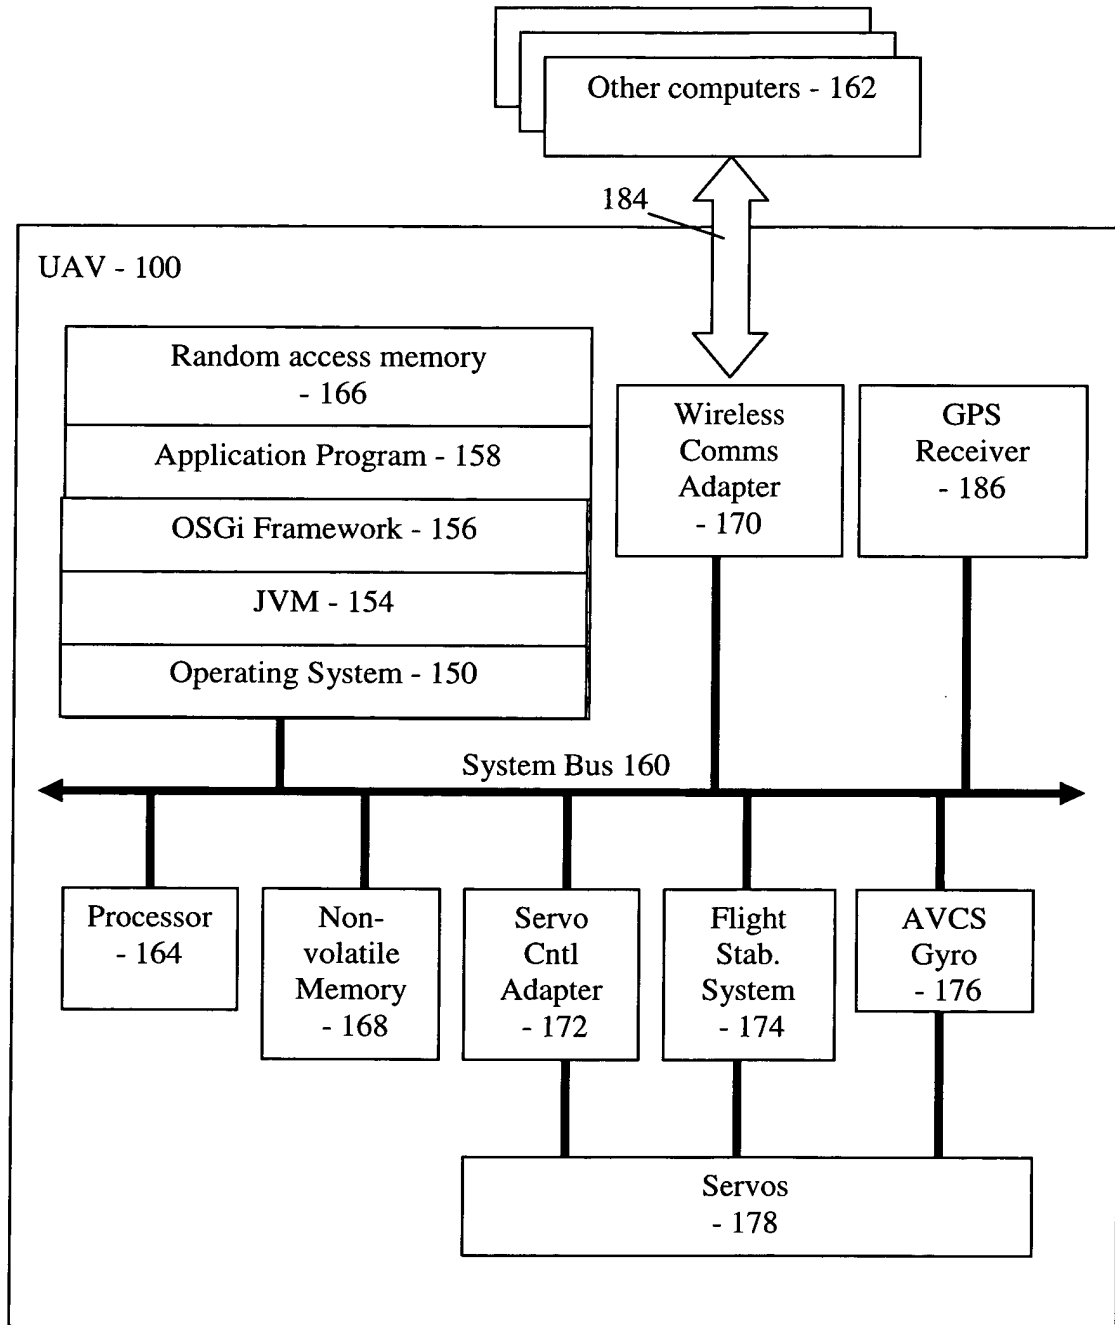 Other computers - 162
184
UAV - 100
Random access memory
- 166
Application Program - 158
OSGi Framework - 156
JVM - 154
Operating System - 150
Wireless
Comms
Adapter
- 170
GPS
Receiver
- 186
System Bus 160
Processor
- 164
Non-
volatile
Memory
- 168
Servo
Cntl
Adapter
- 172
Flight
Stab.
System
- 174
AVCS
Gyro
- 176
Servos
- 178